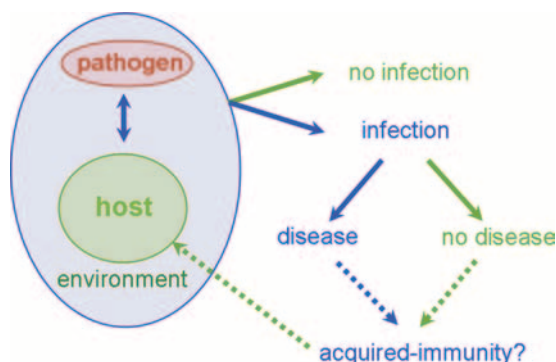 pathogen
no infection
infection
host
disease
no disease
environment
acquired-immunity?